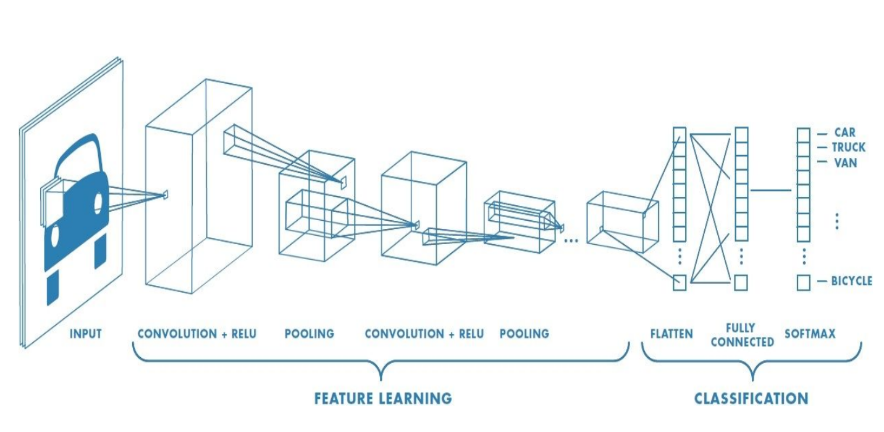 CAR
TRUCK
VAN
BICYCLE
INPUT
CONVOLUTION + RELU
POOLING
CONVOLUTION + RELU
POOLING
FLATTEN
FULLY
CONNECTED
SOFTMAX
FEATURE LEARNING
CLASSIFICATION